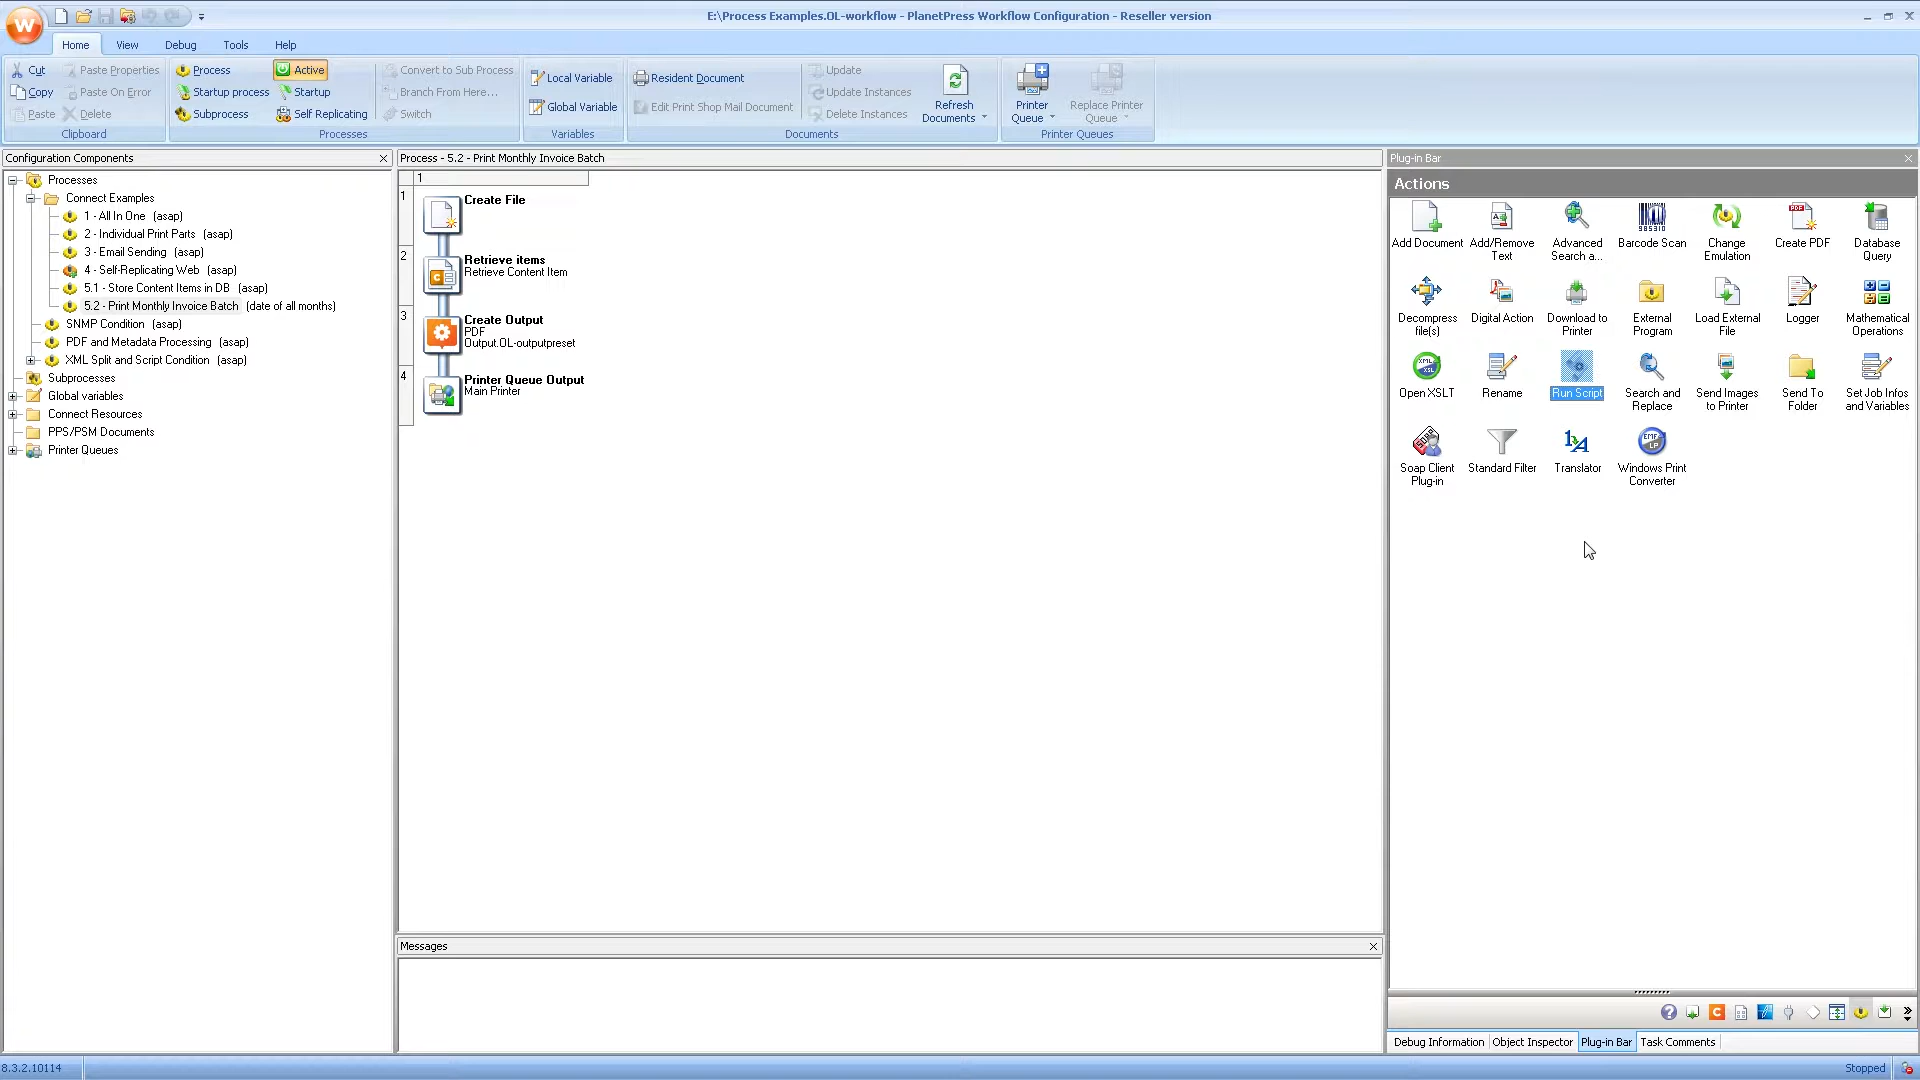 W
E:\Process Examples.OL-workflow - PlanetPress Workflow Configuration - Reseller version
Home View Debug Tools Help
Cut Paste Properties
Copy Paste On Error
Paste Delete
Clipboard
Process Active
Startup process Startup
Subprocess Self Replicating
Processes
Convert to Sub Process
Branch From Here...
Switch
Local Variable
Global Variable
Variables
Resident Document
Edit Print Shop Mail Document
Update
Update Instances
Delete Instances
Refresh
Documents
Documents
Printer
Queue
Replace Printer
Queue
Printer Queues
Configuration Components
Processes
Connect Examples
1 - All In One (asap)
2 - Individual Print Parts (asap)
3 - Email Sending (asap)
4 - Self-Replicating Web (asap)
5.1 - Store Content Items in DB (asap)
5.2 - Print Monthly Invoice Batch (date of all months)
SNMP Condition (asap)
PDF and Metadata Processing (asap)
XML Split and Script Condition (asap)
Subprocesses
Global variables
Connect Resources
PPS/PSM Documents
Printer Queues
Process - 5.2 - Print Monthly Invoice Batch
1
1
Create File
2
Retrieve items
Retrieve Content Item
3
Create Output
PDF
Output.OL-outputpreset
4
Printer Queue Output
Main Printer
Messages
Plug-in Bar
Actions
Add Document
Add/Remove
Text
Advanced
Search a...
Barcode Scan
Change
Emulation
Create PDF
Database
Query
Decompress
file(s)
Digital Action
Download to
Printer
External
Program
Load External
File
Logger
Mathematical
Operations
Open XSLT
Rename
Run Script
Search and
Replace
Send Images
to Printer
Send To
Folder
Set Job Infos
and Variables
Soap Client
Plug-in
Standard Filter
Translator
Windows Print
Converter
Debug Information Object Inspector Plug-in Bar Task Comments
8.3.2.10114
Stopped